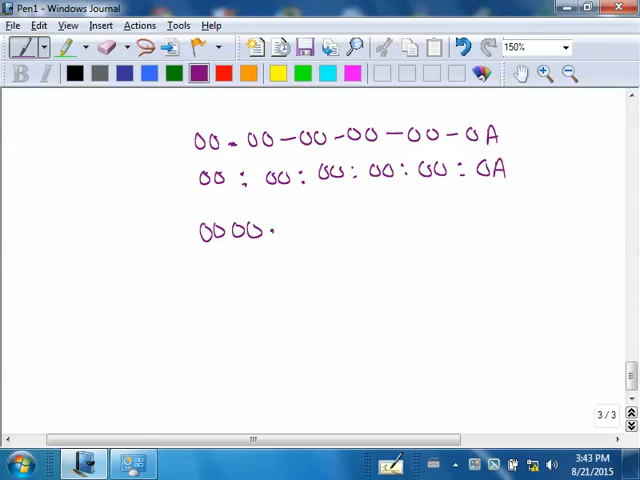 Pen1 - Windows Journal
File Edit View Insert Actions Tools Help
150%
B
00-00-00-00-00-0A
00:00:00:00:00:0A
0000.
3 / 3
3:43 PM
8/21/2015